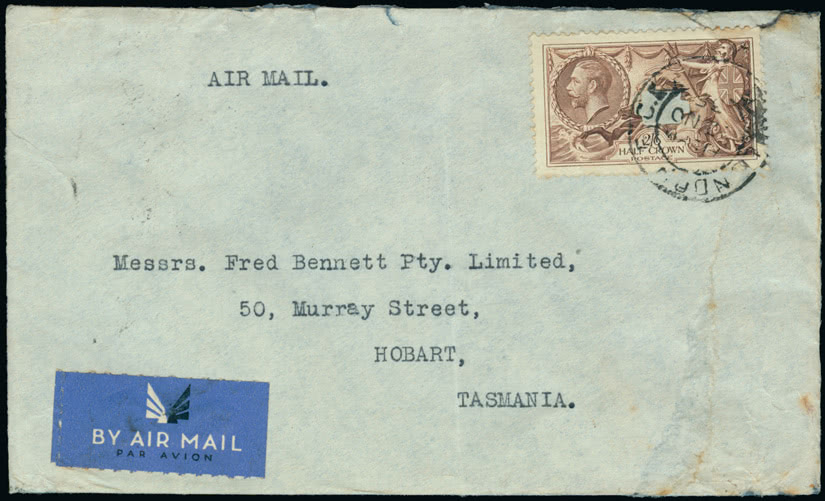 AIR MAIL.
2/6
HALF CROWN
POSTAGE
Messrs. Fred Bennett Pty. Limited,
50, Murray Street,
HOBART,
TASMANIA.
BY AIR MAIL
PAR AVION